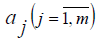 a_j (j = \overline{1,m})